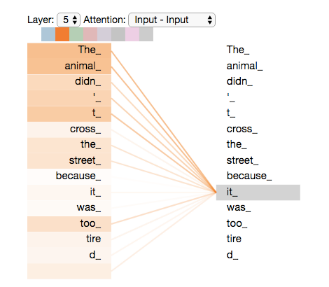 Layer: 5 Attention: Input - Input
The_ The_
animal_ animal_
didn_ didn_
'_ '_
t_ t_
cross_ cross_
the_ the_
street_ street_
because_ because_
it_ it_
was_ was_
too_ too_
tire tire
d_ d_